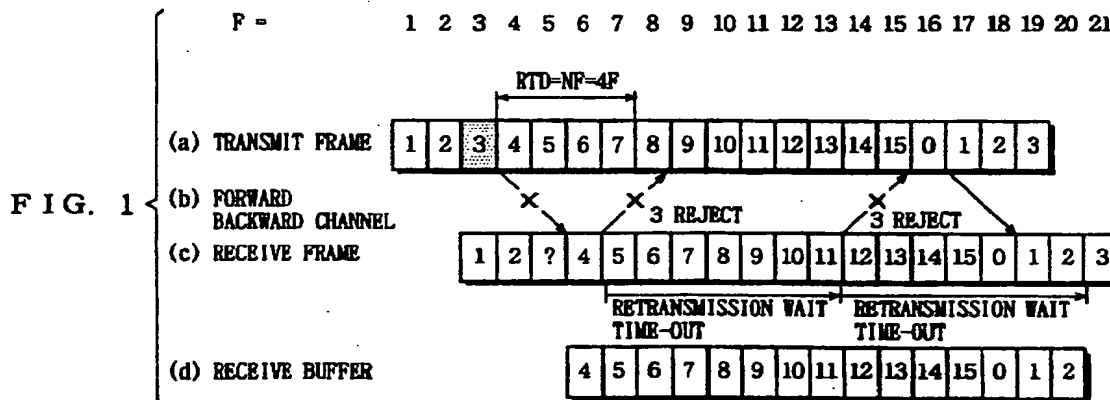 F = 1 2 3 4 5 6 7 8 9 10 11 12 13 14 15 16 17 18 19 20 21
RTD=NF=4F
(a) TRANSMIT FRAME 1 2 3 4 5 6 7 8 9 10 11 12 13 14 15 0 1 2 3
FIG. 1
(b) FORWARD
BACKWARD CHANNEL
3 REJECT 3 REJECT
(c) RECEIVE FRAME 1 2 ? 4 5 6 7 8 9 10 11 12 13 14 15 0 1 2 3
RETRANSMISSION WAIT RETRANSMISSION WAIT
TIME-OUT TIME-OUT
(d) RECEIVE BUFFER 4 5 6 7 8 9 10 11 12 13 14 15 0 1 2